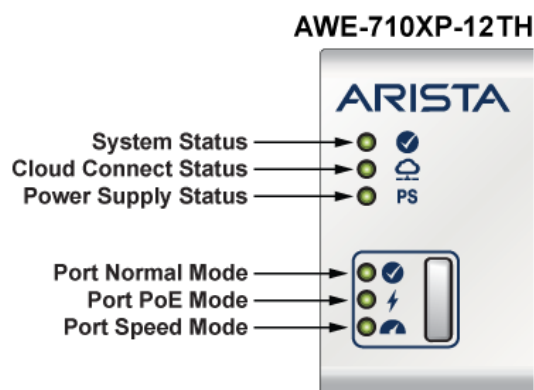 AWE-710XP-12TH
ARISTA
System Status
Cloud Connect Status
Power Supply Status
PS
Port Normal Mode
Port PoE Mode
Port Speed Mode